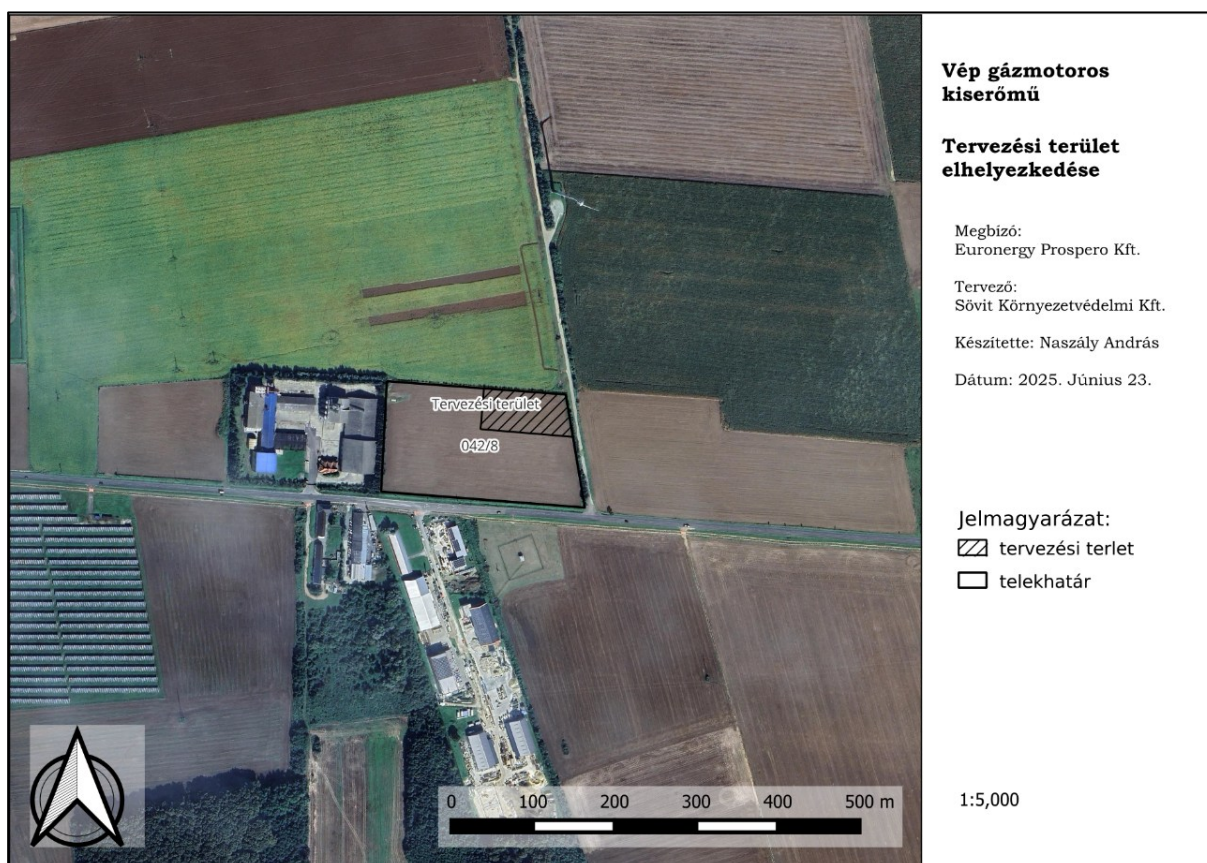 Vép gázmotoros
kiserőmű
Tervezési terület
elhelyezkedése
Megbízó:
Euronergy Prospero Kft.
Tervező:
Sövit Környezetvédelmi Kft.
Készítette: Naszály András
Dátum: 2025. Június 23.
Tervezési terület
042/8
Jelmagyarázat:
tervezési terlet
telekhatár
0 100 200 300 400 500 m
1:5,000